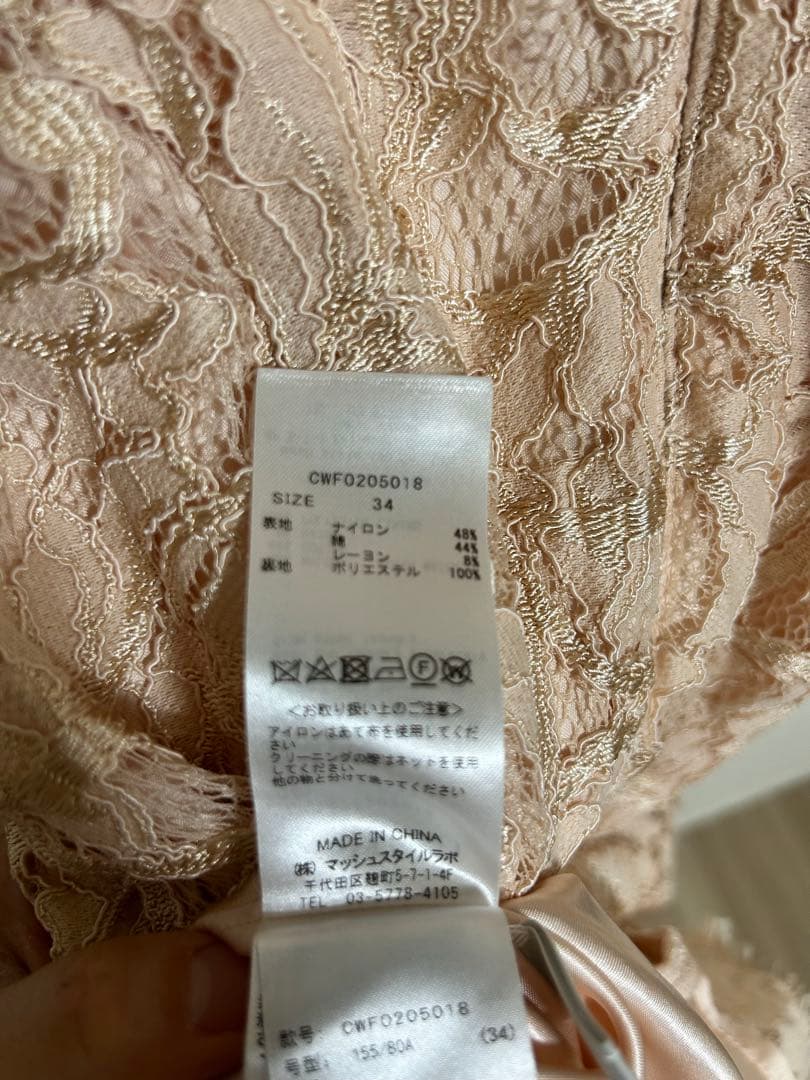 CWF0205018
SIZE 34
表地 ナイロン 48%
綿 44%
レーヨン 8%
裏地 ポリエステル 100%
F W
<お取り扱い上のご注意>
アイロンはあて布を使用してくだ
さい
クリーニングの際はネットを使用
してください
他の物と分けて洗ってください
MADE IN CHINA
(株) マッシュスタイルラボ
千代田区麹町5-7-1-4F
TEL 03-5778-4105
款号: CWF0205018
号型: 155/80A (34)